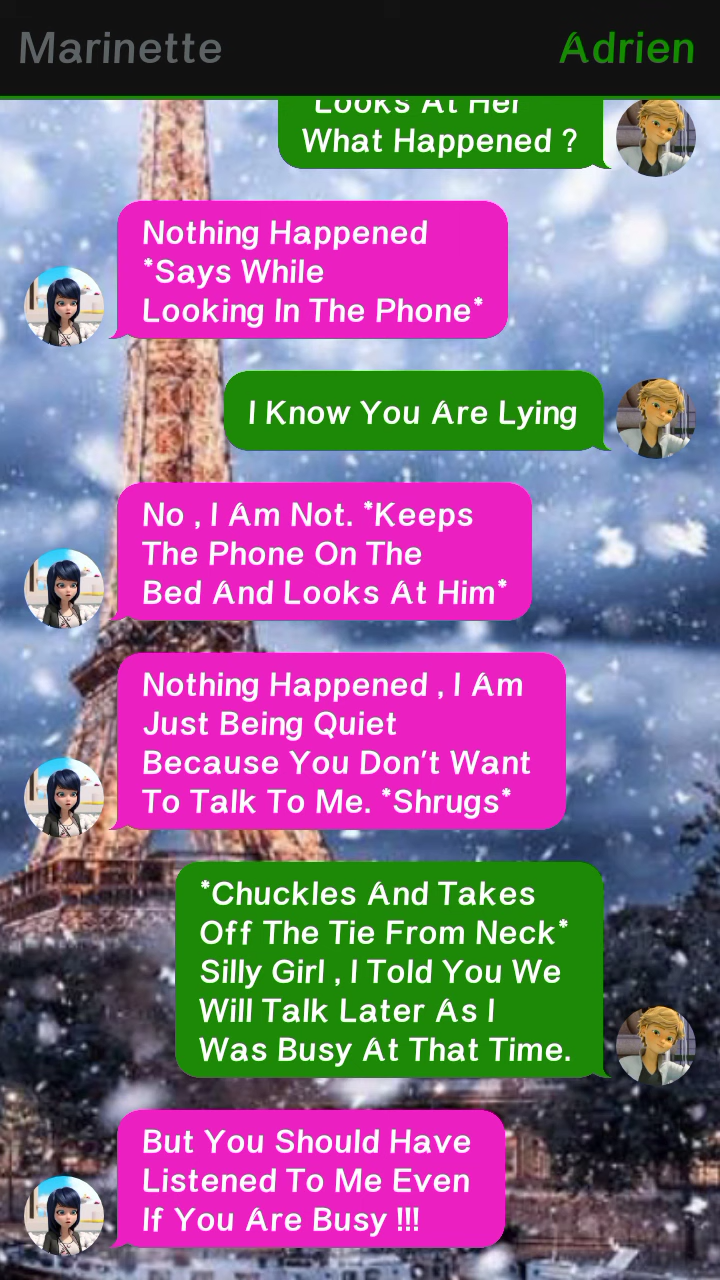 Marinette
Adrien
Looks At Her
What Happened ?
Nothing Happened
*Says While
Looking In The Phone*
I Know You Are Lying
No , I Am Not. *Keeps
The Phone On The
Bed And Looks At Him*
Nothing Happened , I Am
Just Being Quiet
Because You Don't Want
To Talk To Me. *Shrugs*
*Chuckles And Takes
Off The Tie From Neck*
Silly Girl , I Told You We
Will Talk Later As I
Was Busy At That Time.
But You Should Have
Listened To Me Even
If You Are Busy !!!